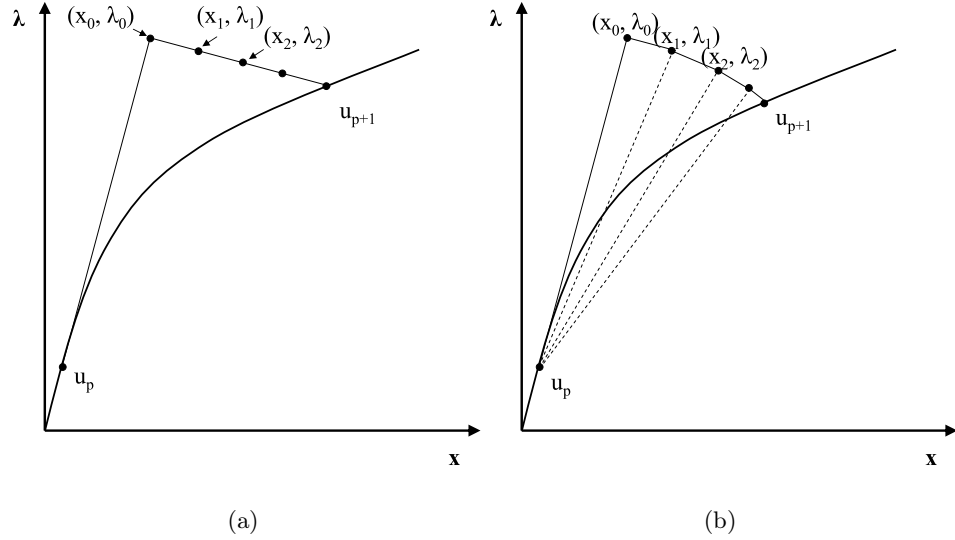 λ
(x₀, λ₀)
(x₁, λ₁)
(x₂, λ₂)
uₚ₊₁
uₚ
x
(a)
λ
(x₀, λ₀)
(x₁, λ₁)
(x₂, λ₂)
uₚ₊₁
uₚ
x
(b)